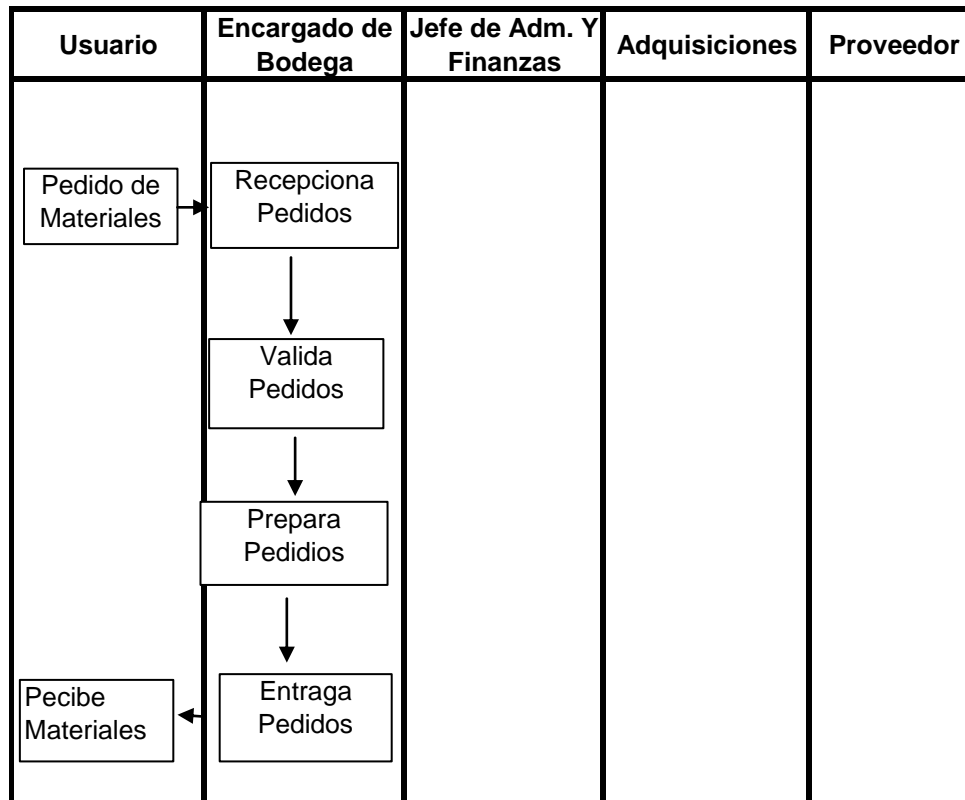 Usuario
Encargado de
Bodega
Jefe de Adm. Y
Finanzas
Adquisiciones
Proveedor
Pedido de
Materiales
Recepciona
Pedidos
Valida
Pedidos
Prepara
Pedidios
Entraga
Pedidos
Pecibe
Materiales